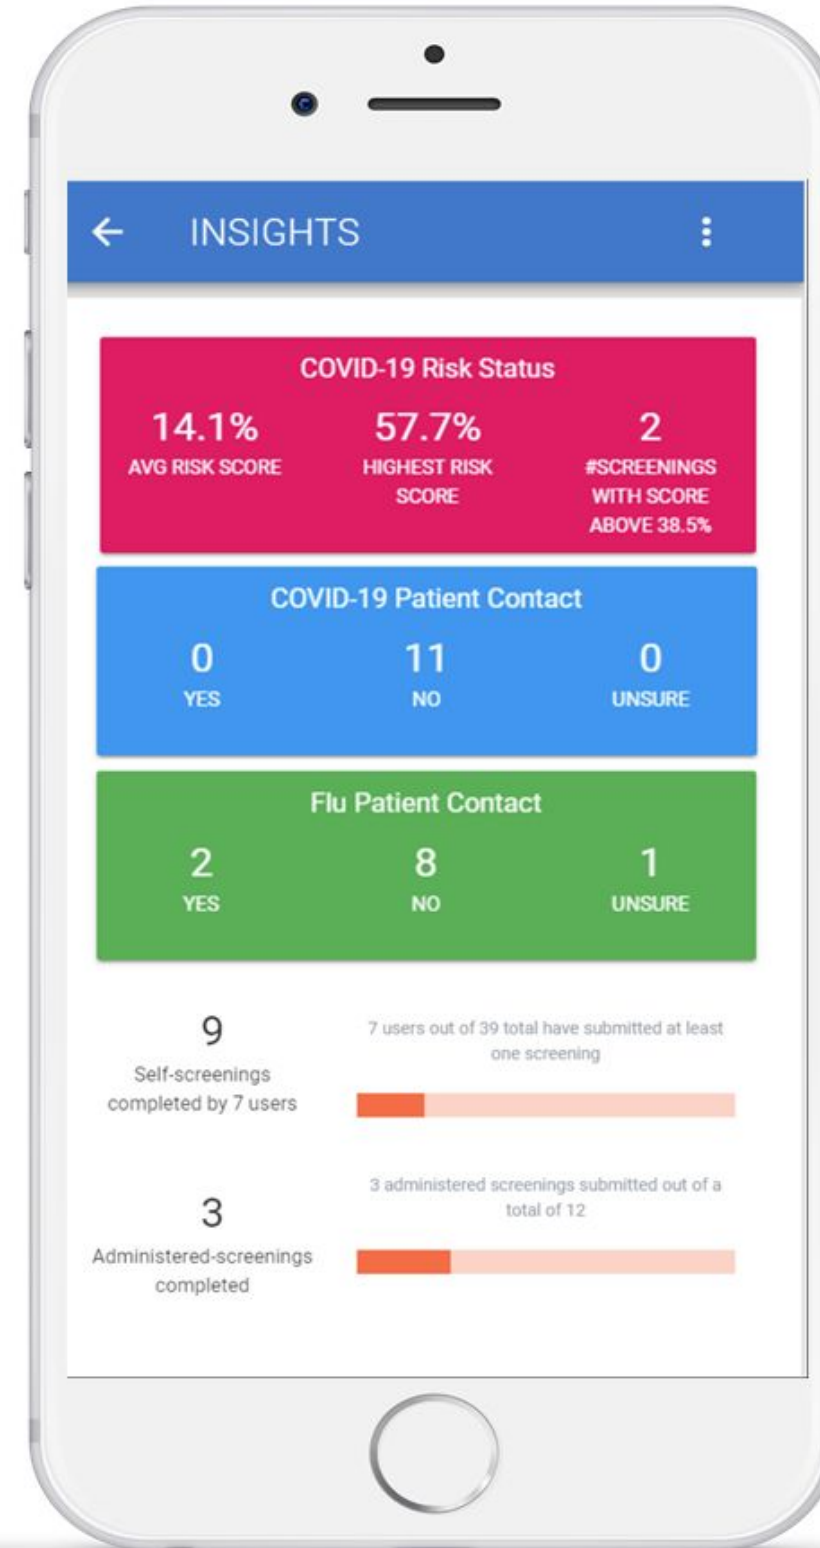 INSIGHTS
COVID-19 Risk Status
14.1%
AVG RISK SCORE
57.7%
HIGHEST RISK
SCORE
2
#SCREENINGS
WITH SCORE
ABOVE 38.5%
COVID-19 Patient Contact
0
YES
11
NO
0
UNSURE
Flu Patient Contact
2
YES
8
NO
1
UNSURE
9
Self-screenings
completed by 7 users
7 users out of 39 total have submitted at least
one screening
3
Administered-screenings
completed
3 administered screenings submitted out of a
total of 12